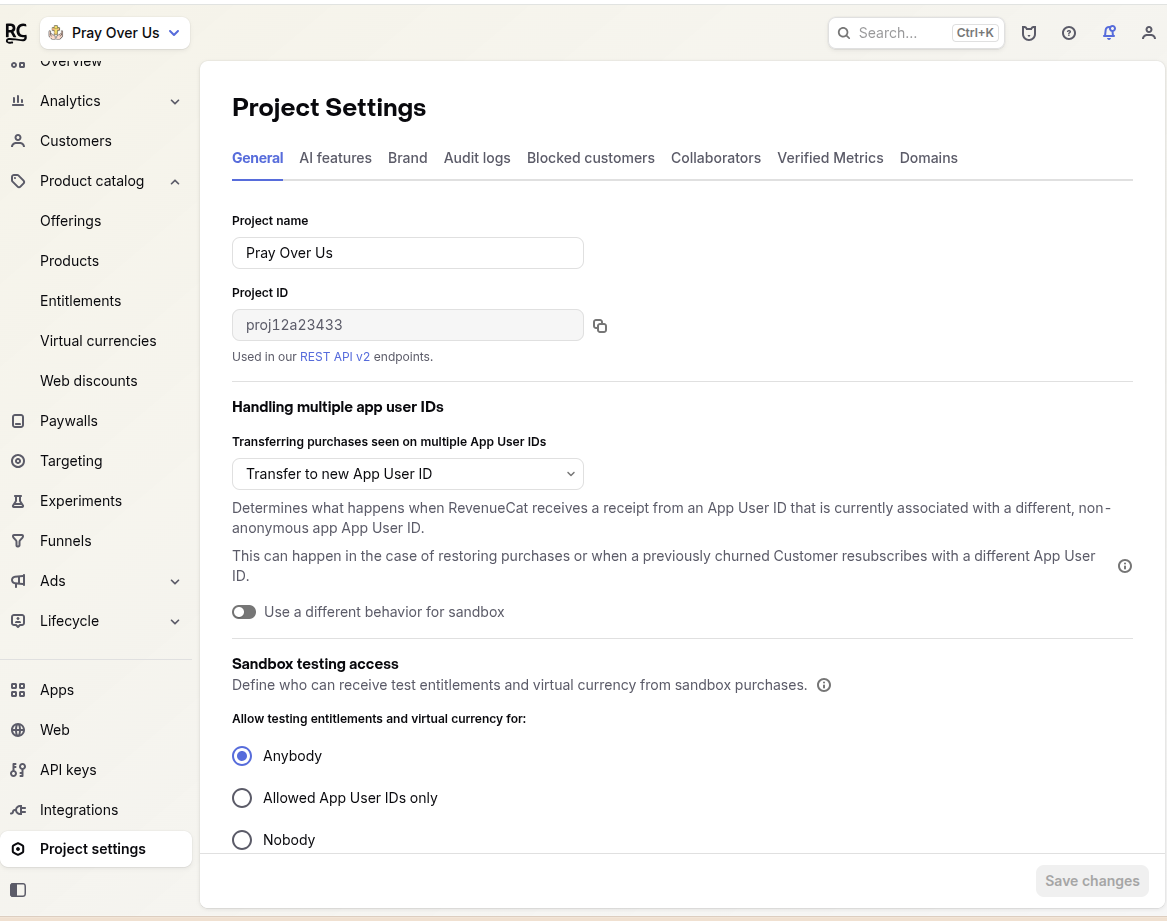 RC
Pray Over Us
Search...
Ctrl+K
Overview
Analytics
Customers
Product catalog
Offerings
Products
Entitlements
Virtual currencies
Web discounts
Paywalls
Targeting
Experiments
Funnels
Ads
Lifecycle
Apps
Web
API keys
Integrations
Project settings
Project Settings
General
AI features
Brand
Audit logs
Blocked customers
Collaborators
Verified Metrics
Domains
Project name
Pray Over Us
Project ID
proj12a23433
Used in our REST API v2 endpoints.
Handling multiple app user IDs
Transferring purchases seen on multiple App User IDs
Transfer to new App User ID
Determines what happens when RevenueCat receives a receipt from an App User ID that is currently associated with a different, non-
anonymous app App User ID.
This can happen in the case of restoring purchases or when a previously churned Customer resubscribes with a different App User
ID.
Use a different behavior for sandbox
Sandbox testing access
Define who can receive test entitlements and virtual currency from sandbox purchases.
Allow testing entitlements and virtual currency for:
Anybody
Allowed App User IDs only
Nobody
Save changes